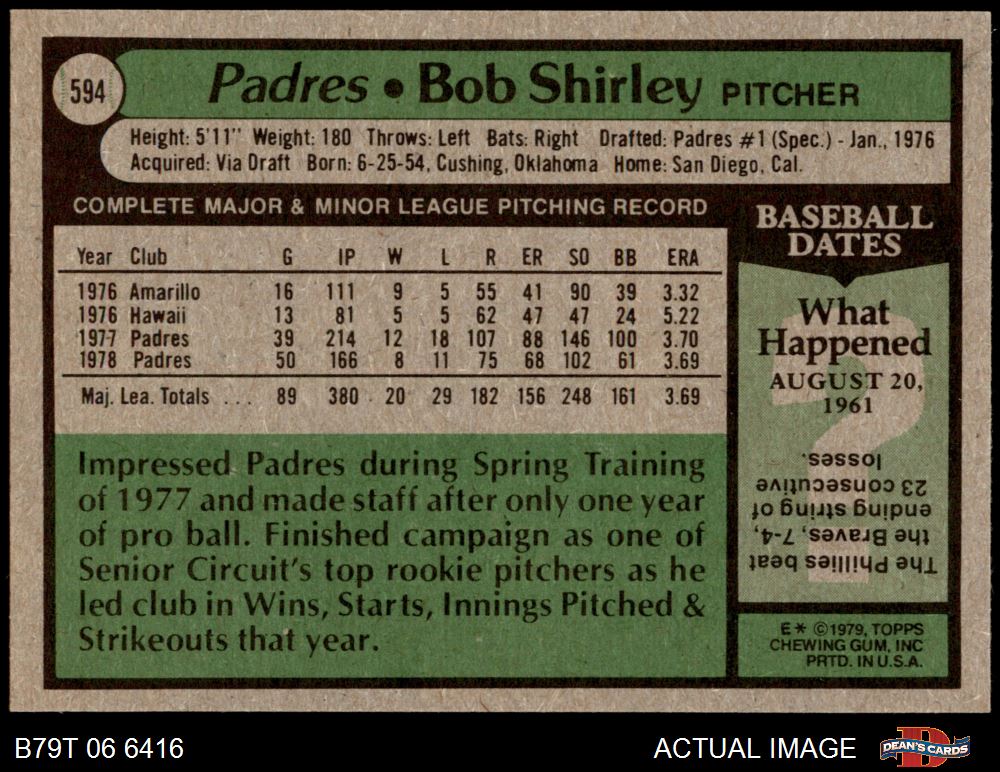 594
Padres • Bob Shirley PITCHER
Height: 5'11" Weight: 180 Throws: Left Bats: Right Drafted: Padres #1 (Spec.) - Jan., 1976
Acquired: Via Draft Born: 6-25-54, Cushing, Oklahoma Home: San Diego, Cal.
COMPLETE MAJOR & MINOR LEAGUE PITCHING RECORD
Year Club G IP W L R ER SO BB ERA
1976 Amarillo 16 111 9 5 55 41 90 39 3.32
1976 Hawaii 13 81 5 5 62 47 47 24 5.22
1977 Padres 39 214 12 18 107 88 146 100 3.70
1978 Padres 50 166 8 11 75 68 102 61 3.69
Maj. Lea. Totals ... 89 380 20 29 182 156 248 161 3.69
Impressed Padres during Spring Training
of 1977 and made staff after only one year
of pro ball. Finished campaign as one of
Senior Circuit's top rookie pitchers as he
led club in Wins, Starts, Innings Pitched &
Strikeouts that year.
BASEBALL
DATES
What
Happened
AUGUST 20,
1961
?
The Phillies beat
the Braves, 7-4,
ending string of
23 consecutive
losses.
E* ©1979, TOPPS
CHEWING GUM, INC
PRTD. IN U.S.A.
B79T 06 6416
ACTUAL IMAGE
D
DEAN'S CARDS